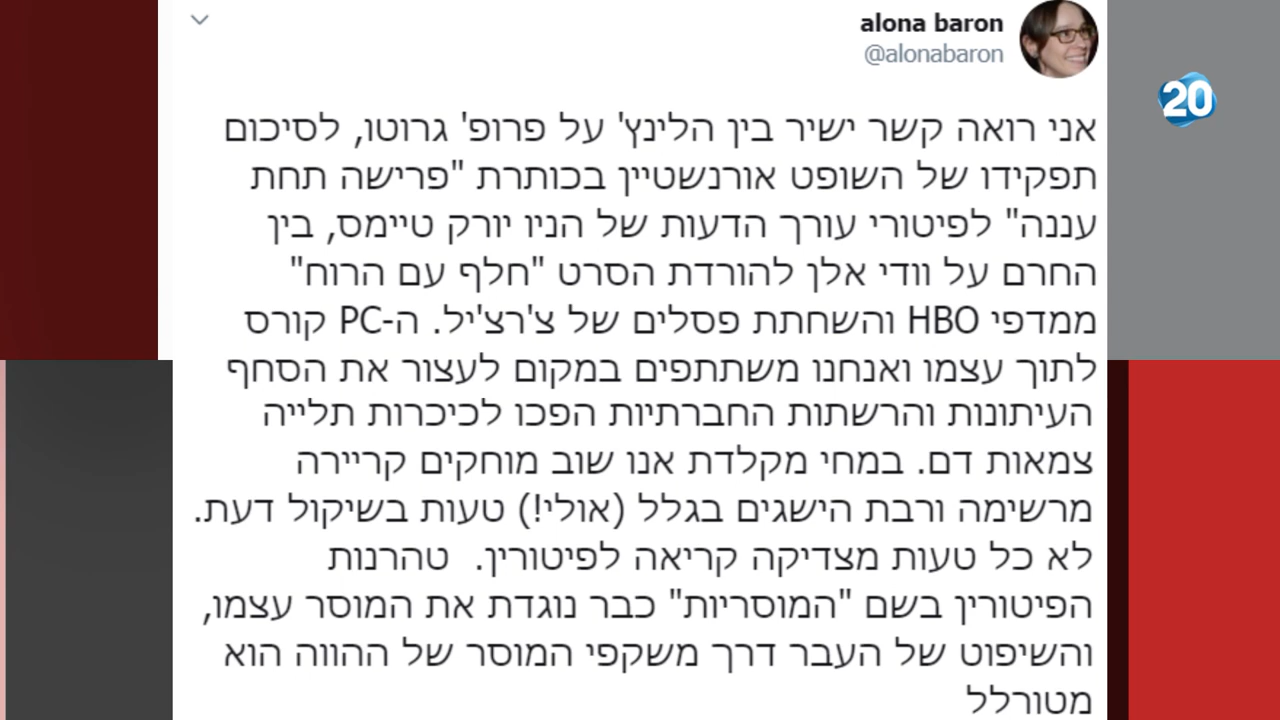 alona baron
@alonabaron
20
אני רואה קשר ישיר בין הלינץ' על פרופ' גרוטו, לסיכום
תפקידו של השופט אורנשטיין בכותרת "פרישה תחת
עננה" לפיטורי עורך הדעות של הניו יורק טיימס, בין
החרם על וודי אלן להורדת הסרט "חלף עם הרוח"
ממדפי HBO והשחתת פסלים של צ'רצ'יל. ה-PC קורס
לתוך עצמו ואנחנו משתתפים במקום לעצור את הסחף
העיתונות והרשתות החברתיות הפכו לכיכרות תלייה
צמאות דם. במחי מקלדת אנו שוב מוחקים קריירה
מרשימה ורבת הישגים בגלל (אולי!) טעות בשיקול דעת.
לא כל טעות מצדיקה קריאה לפיטורין. טהרנות
הפיטורין בשם "המוסריות" כבר נוגדת את המוסר עצמו,
והשיפוט של העבר דרך משקפי המוסר של ההווה הוא
מטורלל